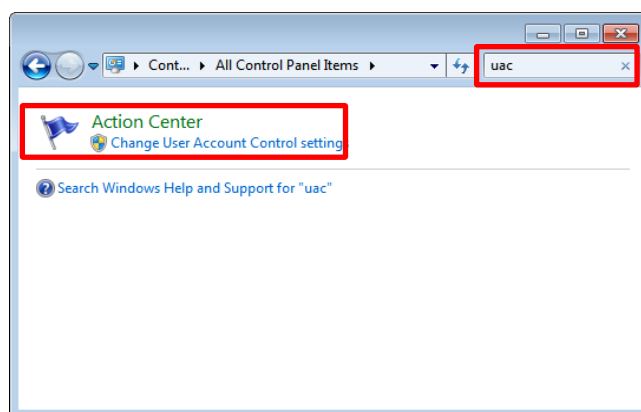 Cont... All Control Panel Items uac
Action Center
Change User Account Control settings
Search Windows Help and Support for "uac"